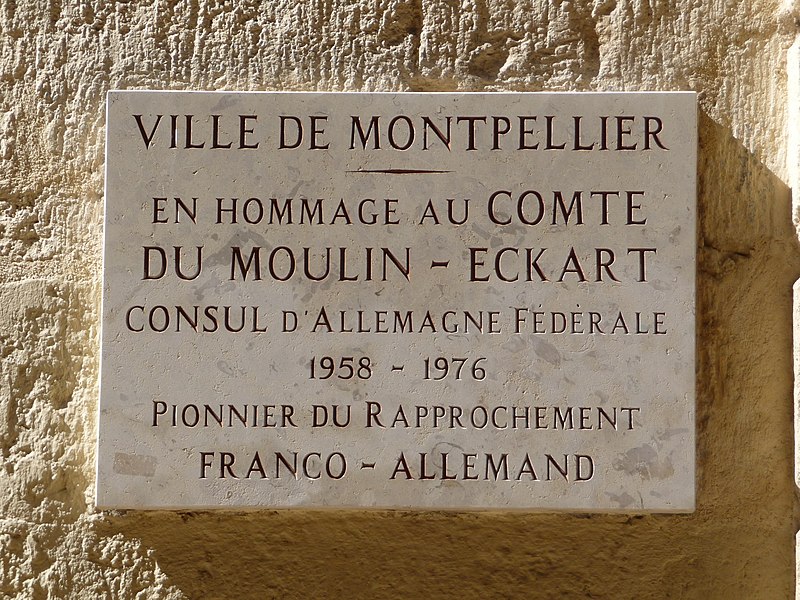 VILLE DE MONTPELLIER
EN HOMMAGE AU COMTE
DU MOULIN - ECKART
CONSUL D'ALLEMAGNE FÉDÉRALE
1958 - 1976
PIONNIER DU RAPPROCHEMENT
FRANCO - ALLEMAND